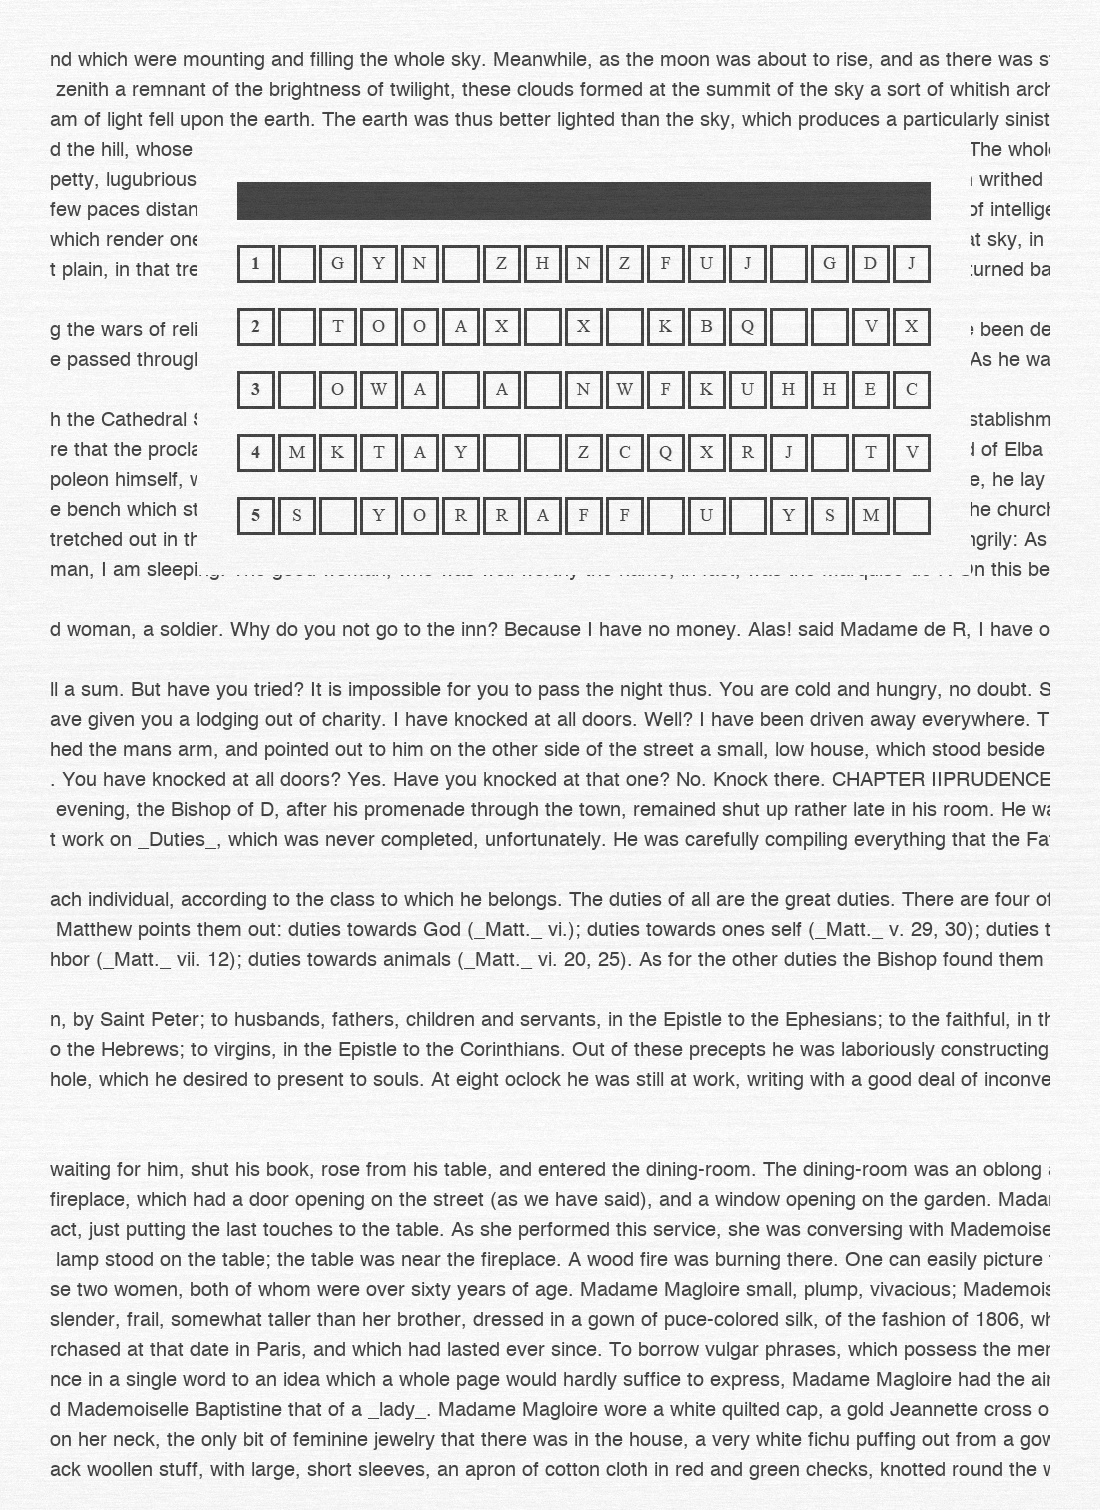 nd which were mounting and filling the whole sky. Meanwhile, as the moon was about to rise, and as there was
zenith a remnant of the brightness of twilight, these clouds formed at the summit of the sky a sort of whitish arch
am of light fell upon the earth. The earth was thus better lighted than the sky, which produces a particularly sinist
d the hill, whose The whol
petty, lugubrious writhed
few paces distan of intellige
1 G Y N Z H N Z F U J G D J
which render one at sky, in
t plain, in that tre turned ba
2 T O O A X X K B Q V X
g the wars of reli been de
e passed through As he wa
3 O W A A N W F K U H H E C
h the Cathedral stablishm
re that the procla d of Elba
4 M K T A Y Z C Q X R J T V
poleon himself, e, he lay
e bench which st he church
5 S Y O R R A F F U Y S M
tretched out in th ngrily: As
man, I am sleeping. The good woman, who was well worthy the name, in fact, was the Marquise de R On this be
d woman, a soldier. Why do you not go to the inn? Because I have no money. Alas! said Madame de R, I have o
ll a sum. But have you tried? It is impossible for you to pass the night thus. You are cold and hungry, no doubt. S
ave given you a lodging out of charity. I have knocked at all doors. Well? I have been driven away everywhere. T
hed the mans arm, and pointed out to him on the other side of the street a small, low house, which stood beside
. You have knocked at all doors? Yes. Have you knocked at that one? No. Knock there. CHAPTER IIPRUDENCE
evening, the Bishop of D, after his promenade through the town, remained shut up rather late in his room. He wa
t work on _Duties_, which was never completed, unfortunately. He was carefully compiling everything that the Fa
ach individual, according to the class to which he belongs. The duties of all are the great duties. There are four of
Matthew points them out: duties towards God (_Matt._ vi.); duties towards ones self (_Matt._ v. 29, 30); duties t
hbor (_Matt._ vii. 12); duties towards animals (_Matt._ vi. 20, 25). As for the other duties the Bishop found them
n, by Saint Peter; to husbands, fathers, children and servants, in the Epistle to the Ephesians; to the faithful, in th
o the Hebrews; to virgins, in the Epistle to the Corinthians. Out of these precepts he was laboriously constructing
hole, which he desired to present to souls. At eight oclock he was still at work, writing with a good deal of inconve
waiting for him, shut his book, rose from his table, and entered the dining-room. The dining-room was an oblong
fireplace, which had a door opening on the street (as we have said), and a window opening on the garden. Madam
act, just putting the last touches to the table. As she performed this service, she was conversing with Mademoise
lamp stood on the table; the table was near the fireplace. A wood fire was burning there. One can easily picture
se two women, both of whom were over sixty years of age. Madame Magloire small, plump, vivacious; Mademois
slender, frail, somewhat taller than her brother, dressed in a gown of puce-colored silk, of the fashion of 1806, wh
rchased at that date in Paris, and which had lasted ever since. To borrow vulgar phrases, which possess the mer
nce in a single word to an idea which a whole page would hardly suffice to express, Madame Magloire had the air
d Mademoiselle Baptistine that of a _lady_. Madame Magloire wore a white quilted cap, a gold Jeannette cross o
on her neck, the only bit of feminine jewelry that there was in the house, a very white fichu puffing out from a gow
ack woollen stuff, with large, short sleeves, an apron of cotton cloth in red and green checks, knotted round the